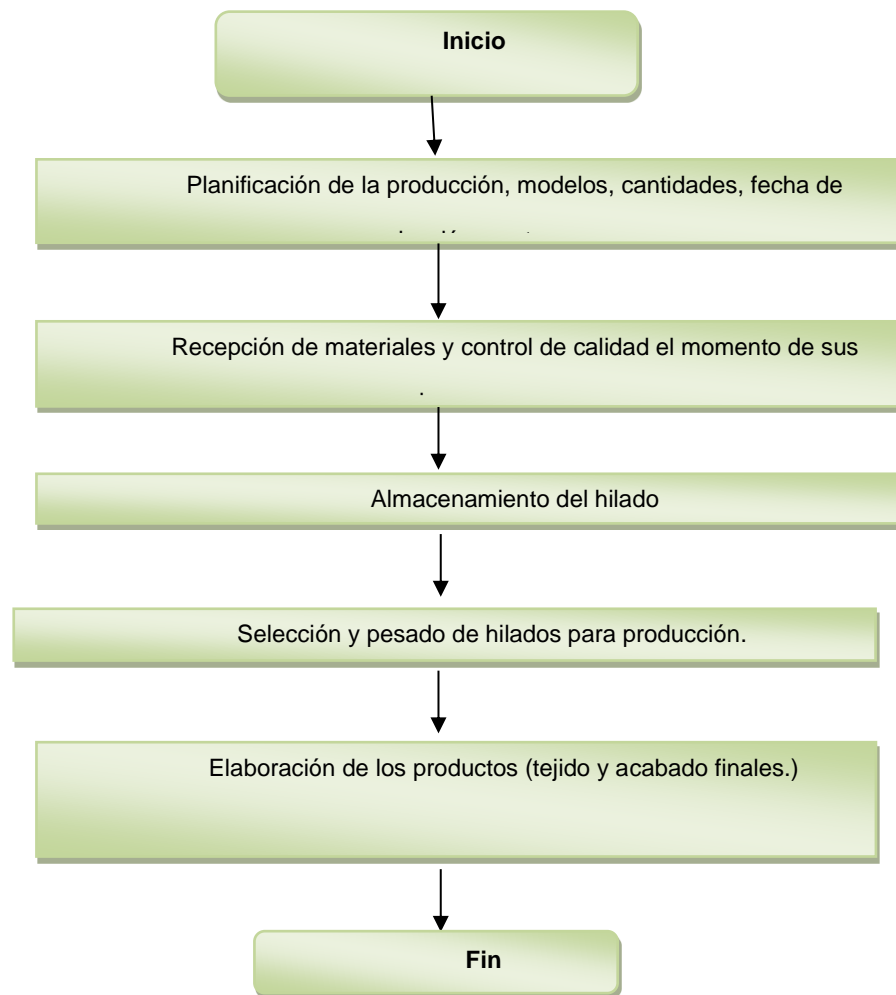 Inicio
Planificación de la producción, modelos, cantidades, fecha de
Recepción de materiales y control de calidad el momento de sus
Almacenamiento del hilado
Selección y pesado de hilados para producción.
Elaboración de los productos (tejido y acabado finales.)
Fin